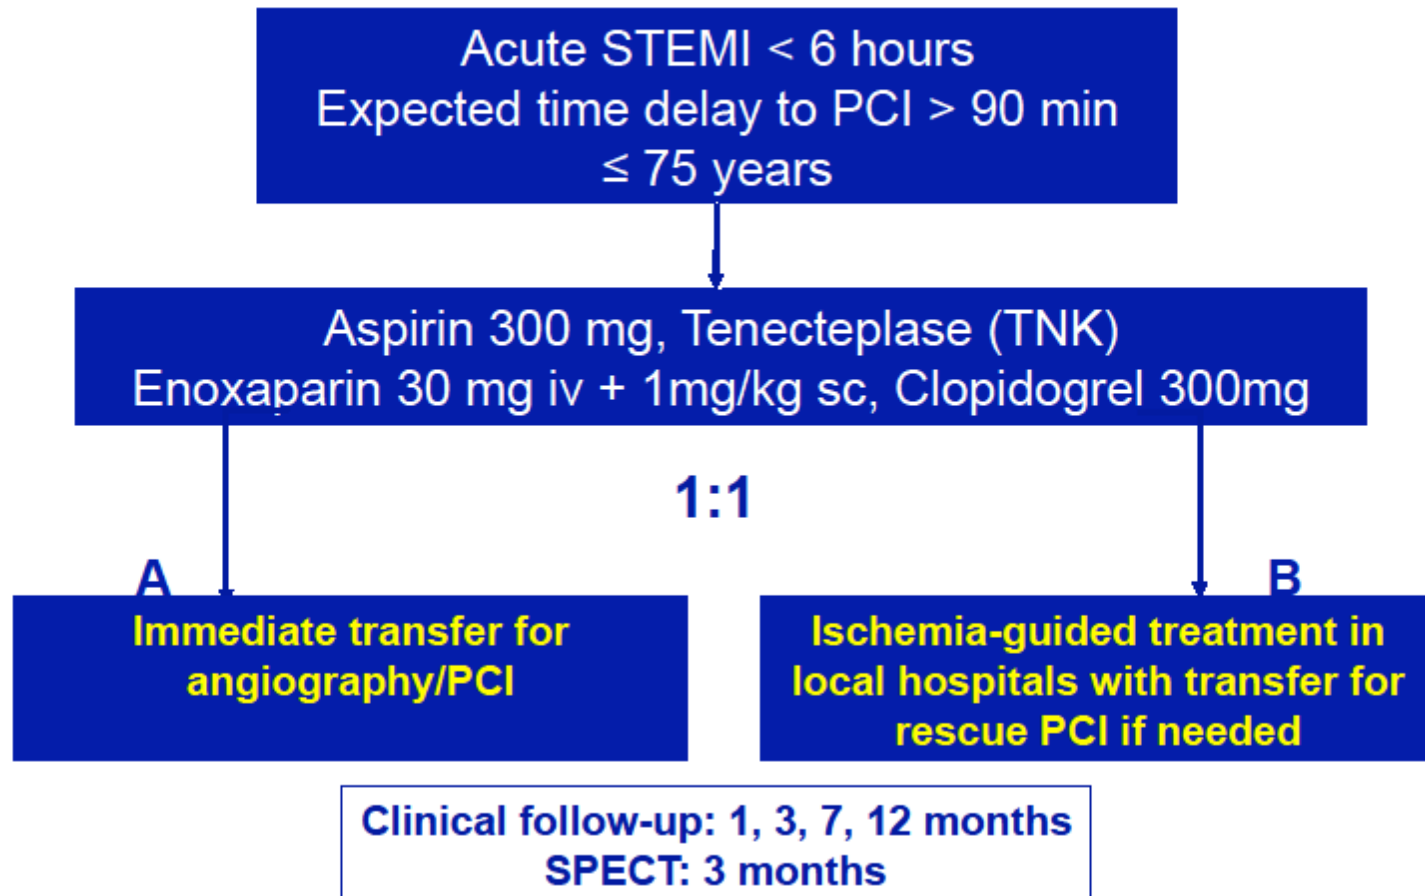 Acute STEMI < 6 hours
Expected time delay to PCI > 90 min
≤ 75 years
Aspirin 300 mg, Tenecteplase (TNK)
Enoxaparin 30 mg iv + 1mg/kg sc, Clopidogrel 300mg
1:1
A
Immediate transfer for
angiography/PCI
B
Ischemia-guided treatment in
local hospitals with transfer for
rescue PCI if needed
Clinical follow-up: 1, 3, 7, 12 months
SPECT: 3 months